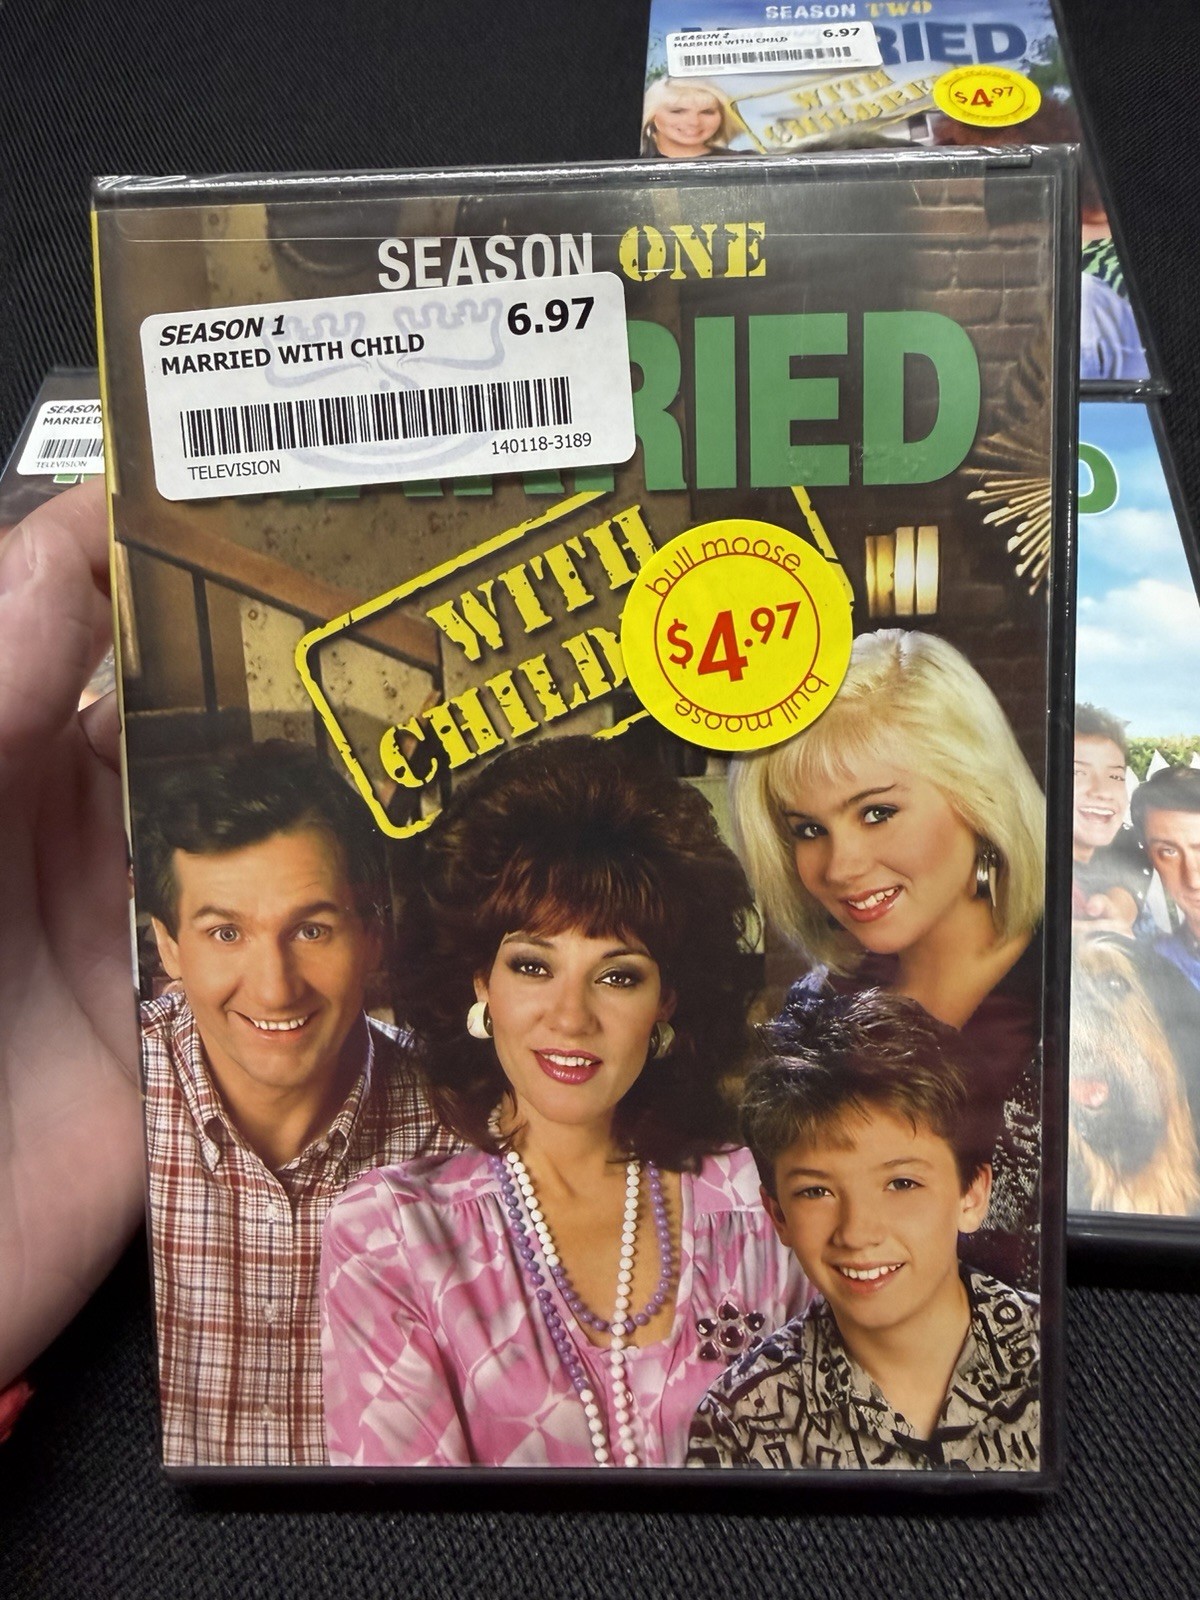 SEASON TWO
SEASON 2 6.97
MARRIED WITH CHILD
RIED
TELEVISION
WITH
$4.97
SEASON ONE
SEASON 1 6.97
MARRIED WITH CHILD
140118-3189
TELEVISION
RIED
WITH
CHILD
bull moose
$4.97
bull moose
SEASON
MARRIED
TELEVISION
D